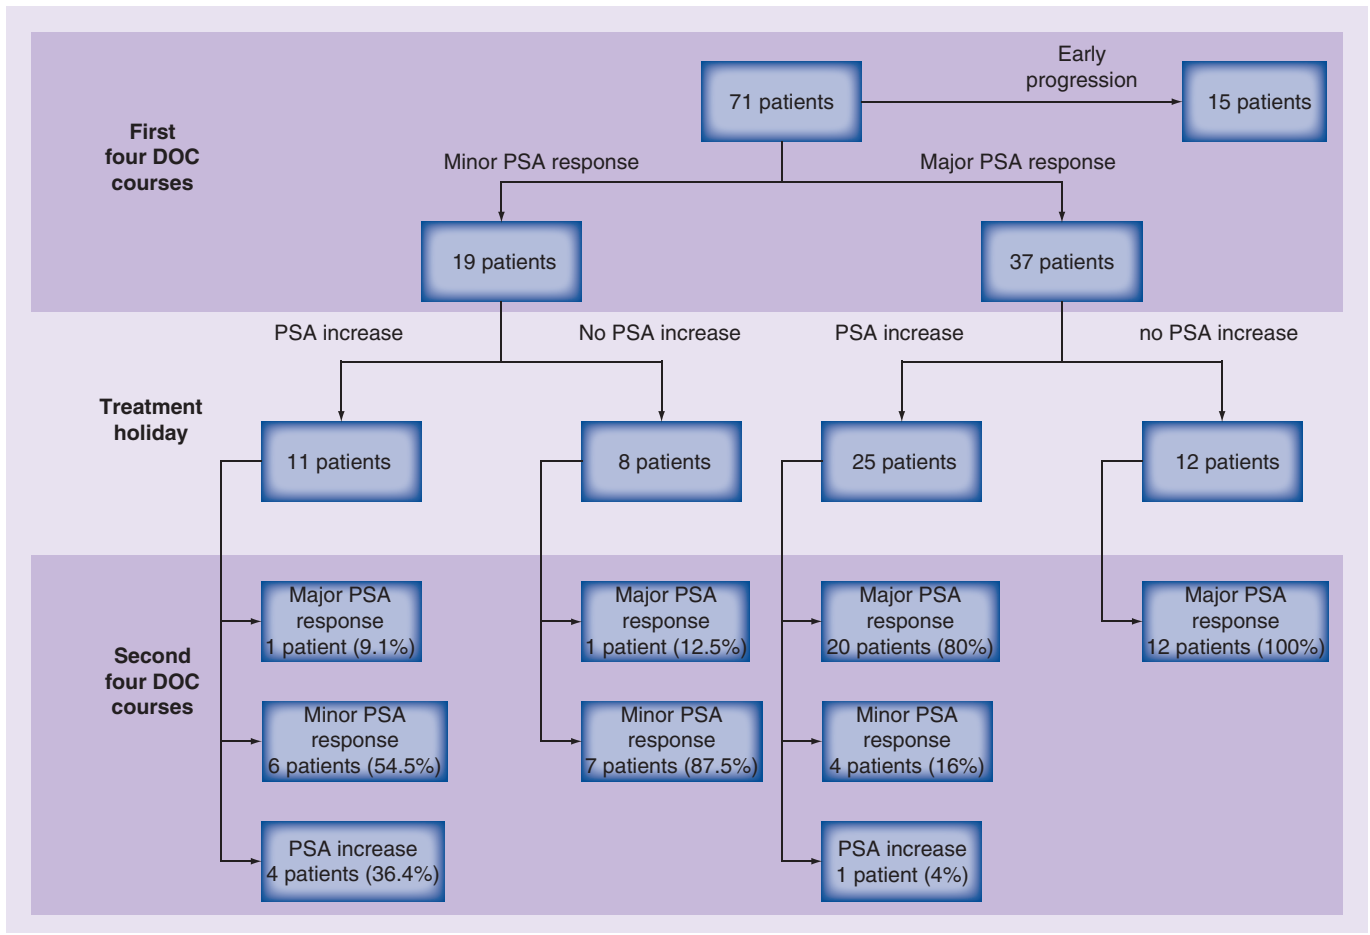 Early
progression
71 patients
15 patients
First
four DOC
courses
Minor PSA response
Major PSA response
19 patients
37 patients
PSA increase
No PSA increase
PSA increase
no PSA increase
Treatment
holiday
11 patients
8 patients
25 patients
12 patients
Second
four DOC
courses
Major PSA
response
1 patient (9.1%)
Major PSA
response
1 patient (12.5%)
Major PSA
response
20 patients (80%)
Major PSA
response
12 patients (100%)
Minor PSA
response
6 patients (54.5%)
Minor PSA
response
7 patients (87.5%)
Minor PSA
response
4 patients (16%)
PSA increase
4 patients (36.4%)
PSA increase
1 patient (4%)